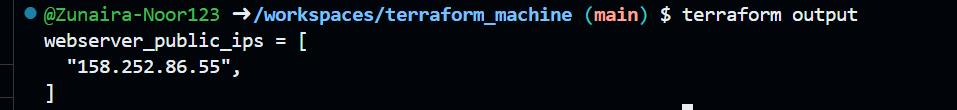 @Zunaira-Noor123 ➜/workspaces/terraform_machine (main) $ terraform output
webserver_public_ips = [
  "158.252.86.55",
]